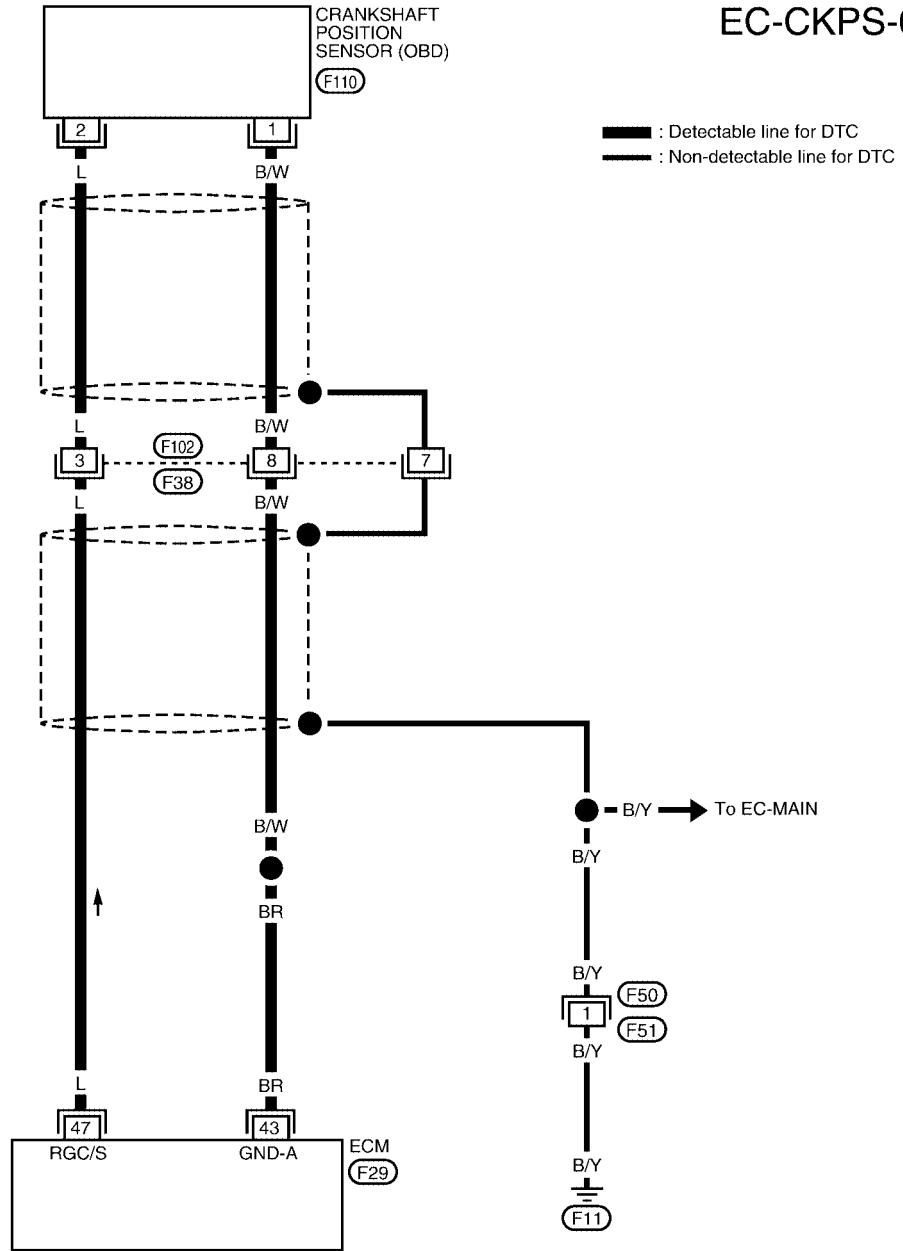 EC-CKPS-
CRANKSHAFT
POSITION
SENSOR (OBD)
F110
: Detectable line for DTC
: Non-detectable line for DTC
2
1
L
B/W
L
B/W
3
F102
8
7
F38
L
B/W
B/W
B/Y
To EC-MAIN
B/Y
BR
B/Y
F50
1
F51
B/Y
L
BR
47
43
RGC/S
GND-A
ECM
F29
B/Y
F11